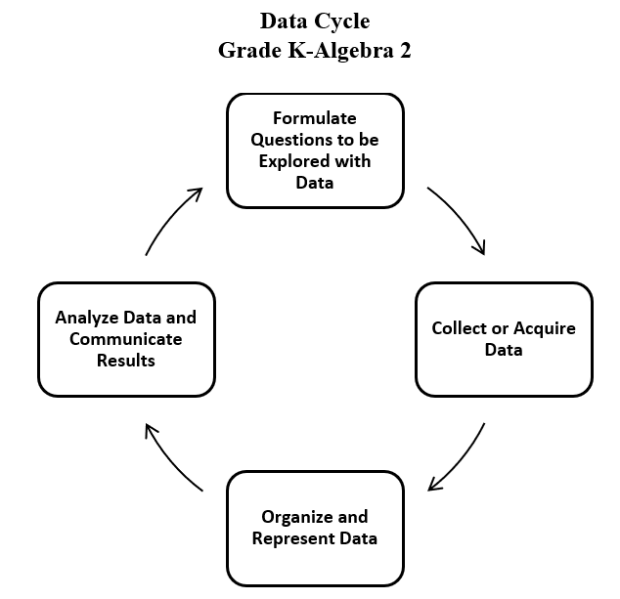 Data Cycle
Grade K-Algebra 2
Formulate
Questions to be
Explored with
Data
Collect or Acquire
Data
Organize and
Represent Data
Analyze Data and
Communicate
Results